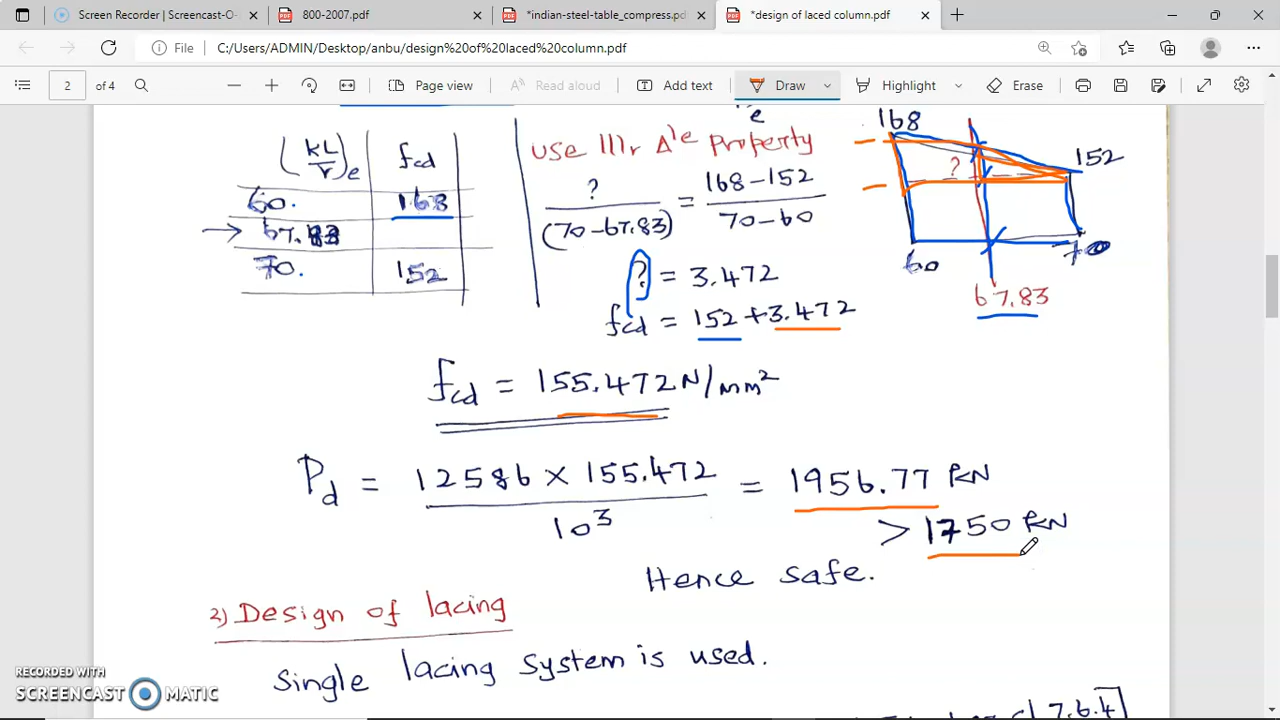 Screen Recorder | Screencast-O-
800-2007.pdf
*indian-steel-table_compress.pd
*design of laced column.pdf
File
C:/Users/ADMIN/Desktop/anbu/design%20of%20laced%20column.pdf
2 of 4
Page view
Read aloud
Add text
Draw
Highlight
Erase
e
(KL/r)e fcd
60. 168
→ 67.83
70. 152
use lllr Δle Property
?/(70-67.83) = 168-152/70-60
? = 3.472
fcd = 152 + 3.472
168
152
?
60
70
67.83
fcd = 155.472 N/mm²
Pd = 12586 × 155.472/10³ = 1956.77 KN
> 1750 KN
Hence safe.
2) Design of lacing
Single lacing system is used.
7.6.4
RECORDED WITH
SCREENCAST MATIC